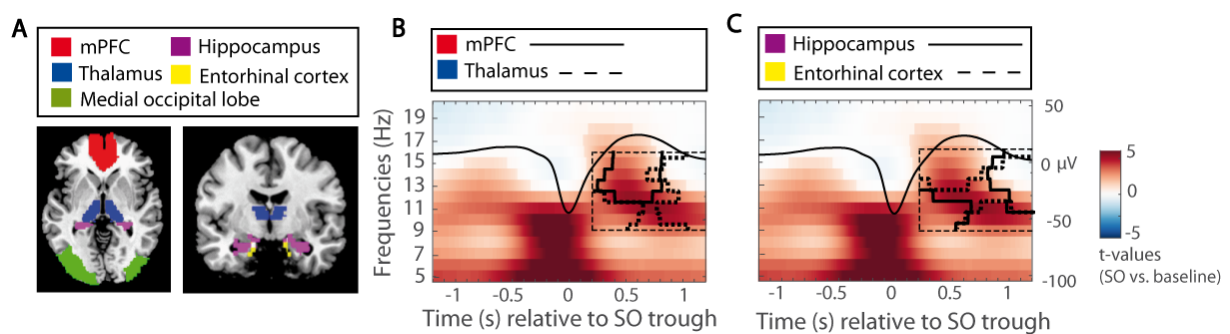 A
mPFC
Hippocampus
Thalamus
Entorhinal cortex
Medial occipital lobe
B
mPFC
Thalamus
Frequencies (Hz)
19
17
15
13
11
9
7
5
-1
-0.5
0
0.5
1
Time (s) relative to SO trough
C
Hippocampus
Entorhinal cortex
50
0 µV
-50
-100
-1
-0.5
0
0.5
1
Time (s) relative to SO trough
5
0
-5
t-values
(SO vs. baseline)